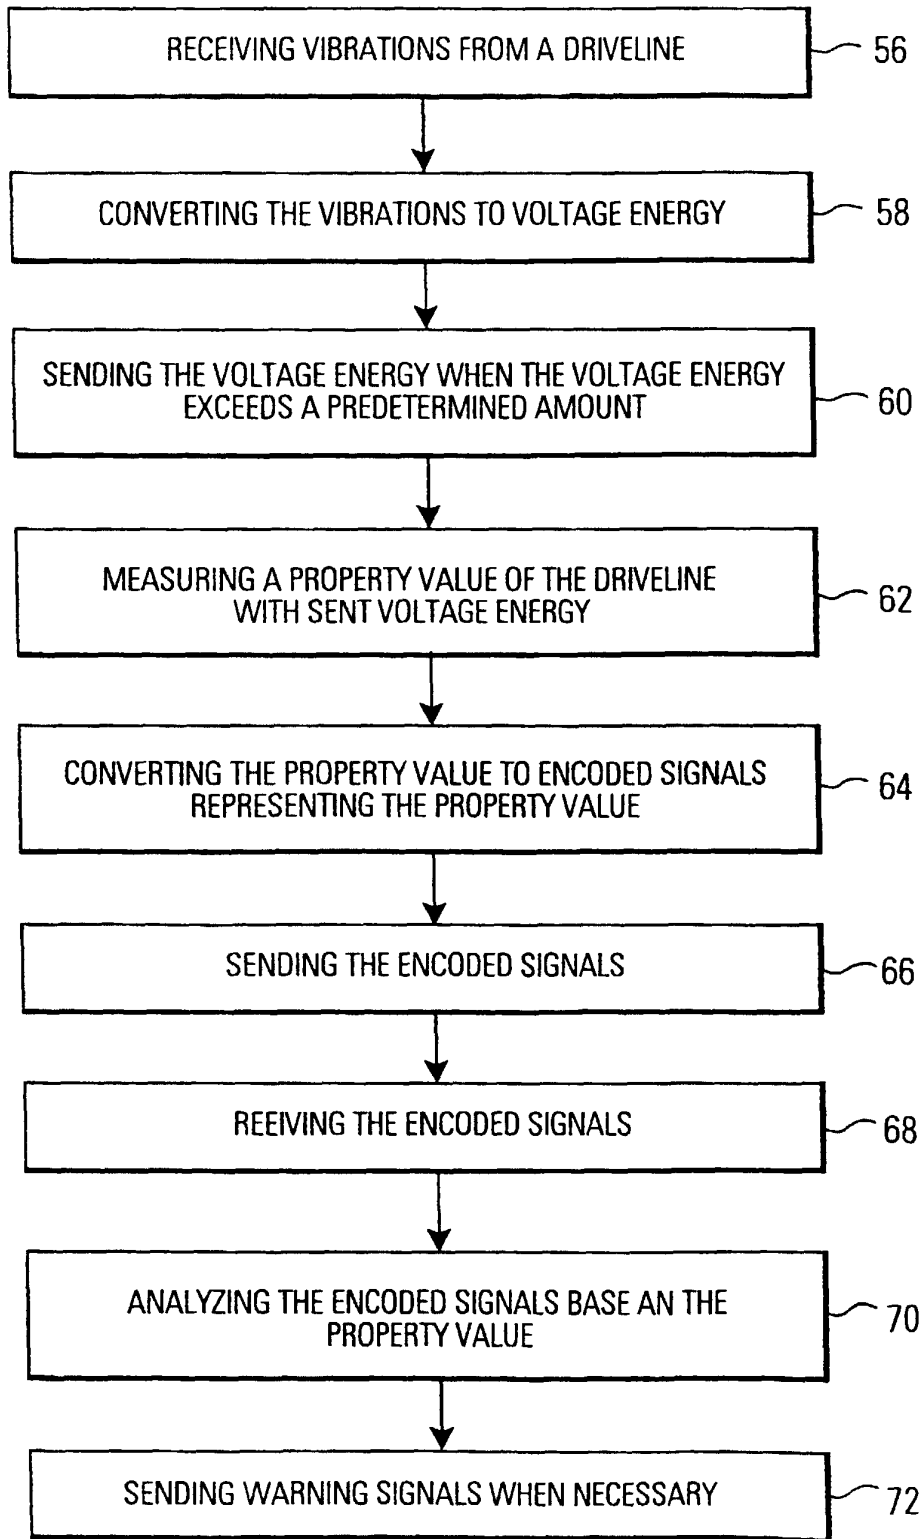 RECEIVING VIBRATIONS FROM A DRIVELINE
56
CONVERTING THE VIBRATIONS TO VOLTAGE ENERGY
58
SENDING THE VOLTAGE ENERGY WHEN THE VOLTAGE ENERGY
EXCEEDS A PREDETERMINED AMOUNT
60
MEASURING A PROPERTY VALUE OF THE DRIVELINE
WITH SENT VOLTAGE ENERGY
62
CONVERTING THE PROPERTY VALUE TO ENCODED SIGNALS
REPRESENTING THE PROPERTY VALUE
64
SENDING THE ENCODED SIGNALS
66
REEIVING THE ENCODED SIGNALS
68
ANALYZING THE ENCODED SIGNALS BASE AN THE
PROPERTY VALUE
70
SENDING WARNING SIGNALS WHEN NECESSARY
72